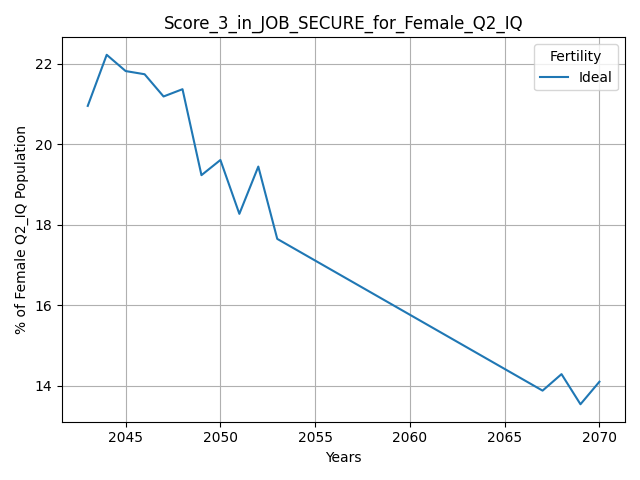 Score_3_in_JOB_SECURE_for_Female_Q2_IQ
Fertility
Ideal
% of Female Q2_IQ Population
22
20
18
16
14
2045 2050 2055 2060 2065 2070
Years